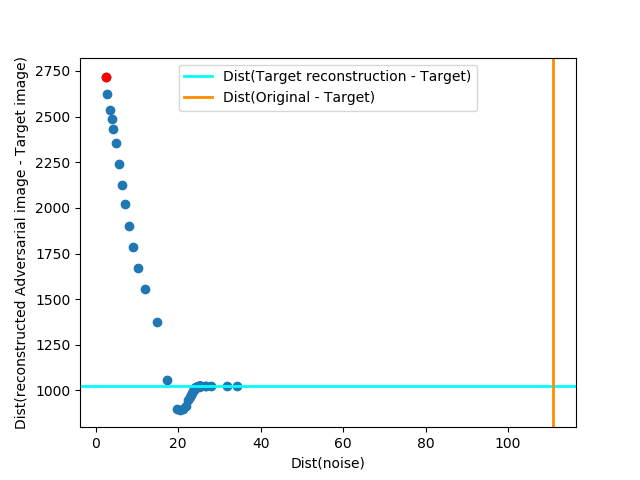 Dist(reconstructed Adversarial image - Target image)
2750
2500
2250
2000
1750
1500
1250
1000
Dist(Target reconstruction - Target)
Dist(Original - Target)
0 20 40 60 80 100
Dist(noise)